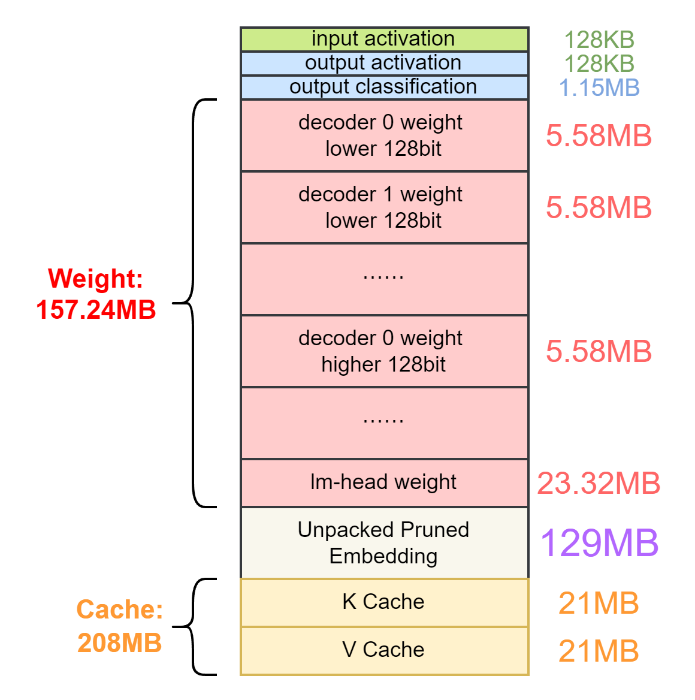 input activation 128KB
output activation 128KB
output classification 1.15MB
decoder 0 weight
lower 128bit
5.58MB
decoder 1 weight
lower 128bit
5.58MB
......
Weight:
157.24MB
decoder 0 weight
higher 128bit
5.58MB
......
lm-head weight 23.32MB
Unpacked Pruned
Embedding
129MB
Cache:
208MB
K Cache 21MB
V Cache 21MB